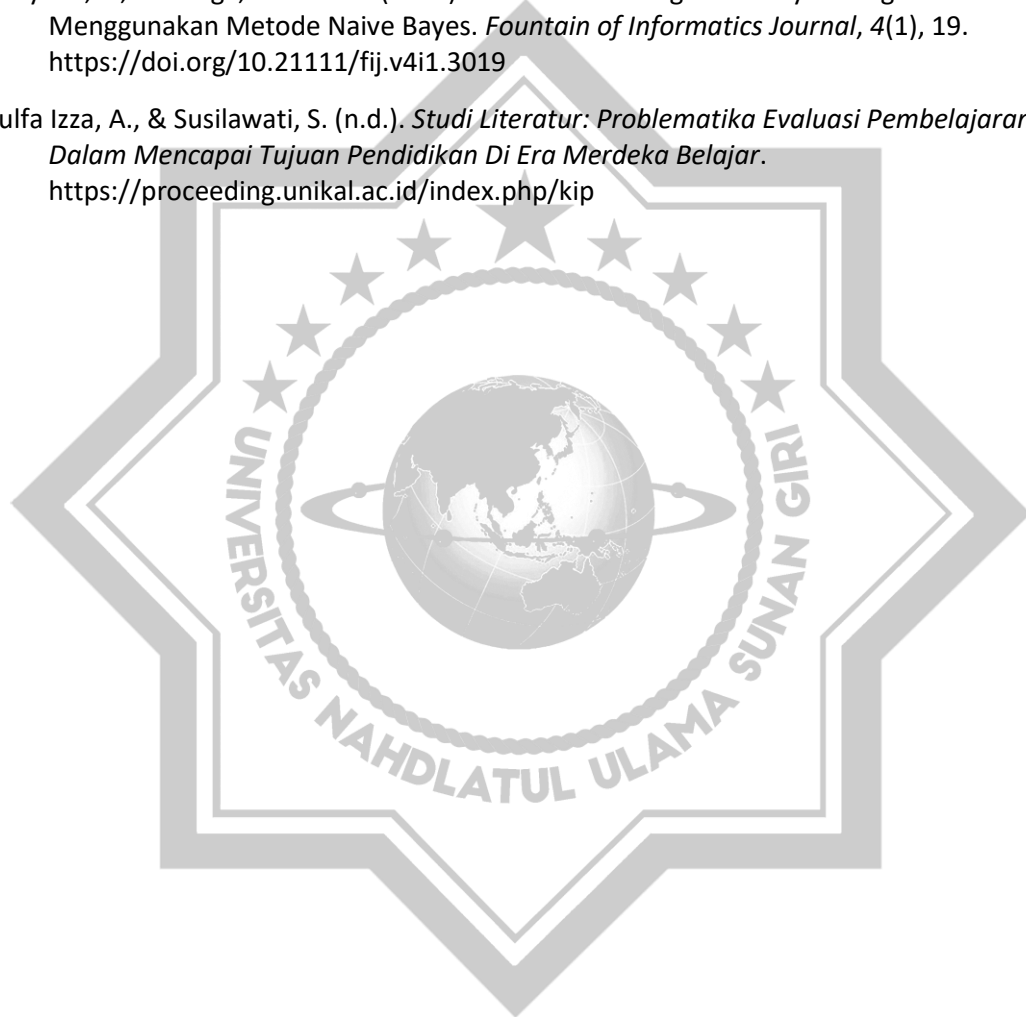 Menggunakan Metode Naive Bayes. Fountain of Informatics Journal, 4(1), 19.
https://doi.org/10.21111/fij.v4i1.3019
ulfa Izza, A., & Susilawati, S. (n.d.). Studi Literatur: Problematika Evaluasi Pembelajaran
Dalam Mencapai Tujuan Pendidikan Di Era Merdeka Belajar.
https://proceeding.unikal.ac.id/index.php/kip
UNIVERSITAS NAHDLATUL ULAMA SUNAN GIRI